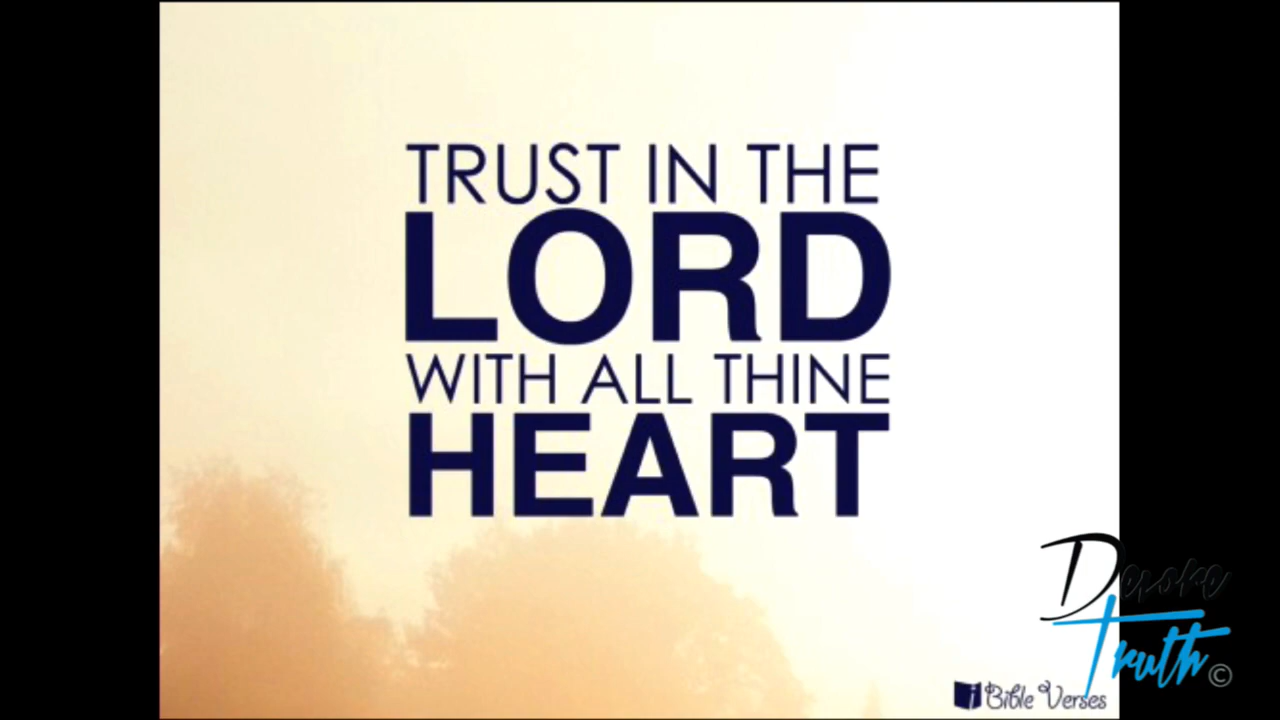 TRUST IN THE
LORD
WITH ALL THINE
HEART
Truth ©
Bible Verses